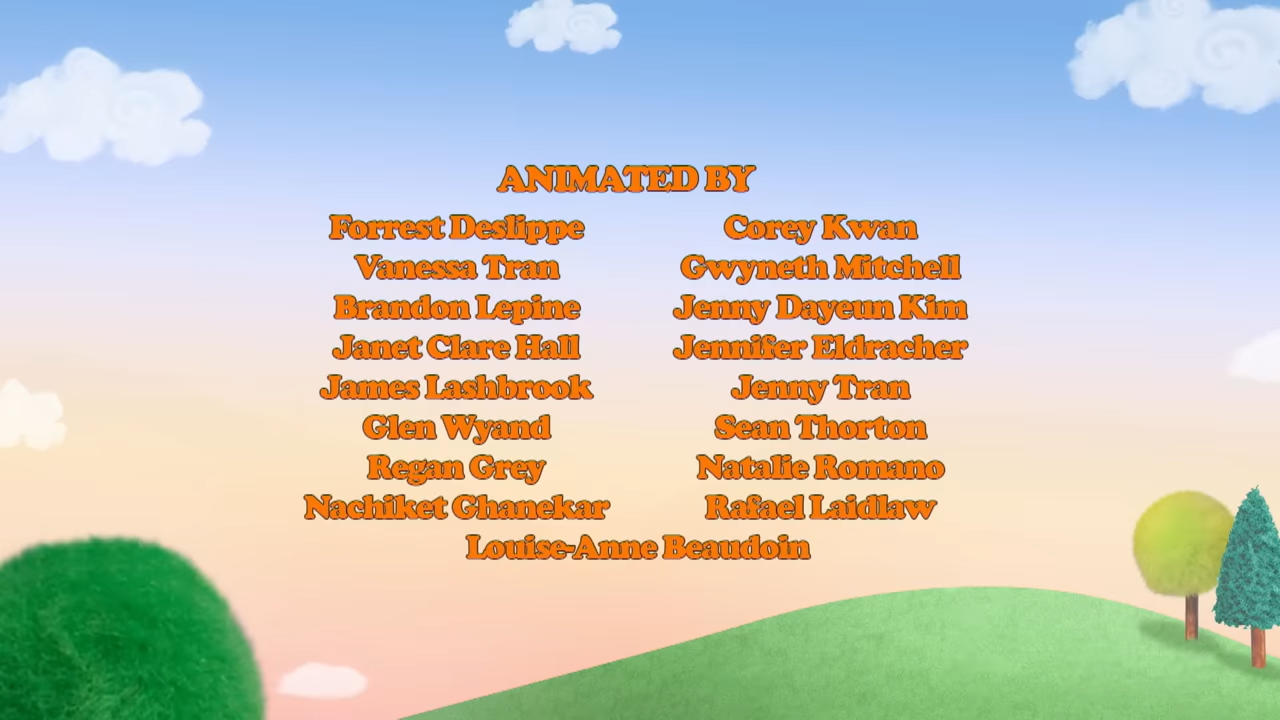 ANIMATED BY
Forrest Deslippe Corey Kwan
Vanessa Tran Gwyneth Mitchell
Brandon Lepine Jenny Dayeun Kim
Janet Clare Hall Jennifer Eldracher
James Lashbrook Jenny Tran
Glen Wyand Sean Thorton
Regan Grey Natalie Romano
Nachiket Ghanekar Rafael Laidlaw
Louise-Anne Beaudoin